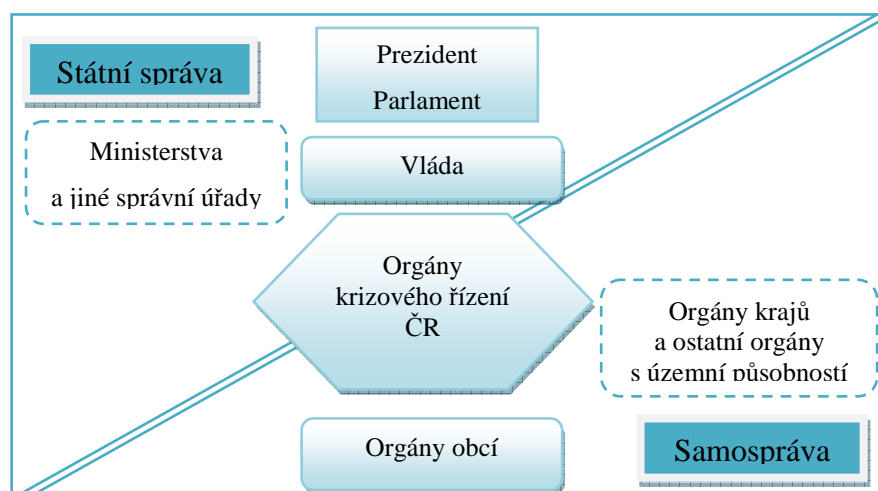 Státní správa
Prezident
Parlament
Ministerstva
a jiné správní úřady
Vláda
Orgány
krizového řízení
ČR
Orgány krajů
a ostatní orgány
s územní působností
Orgány obcí
Samospráva